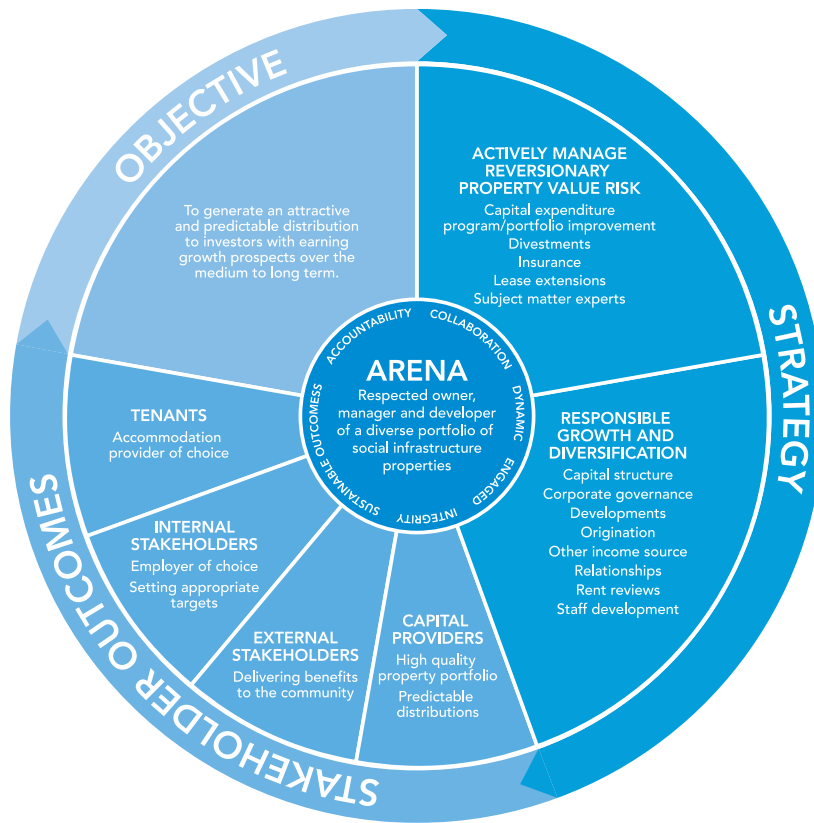 OBJECTIVE
To generate an attractive
and predictable distribution
to investors with earning
growth prospects over the
medium to long term.
STRATEGY
ACTIVELY MANAGE
REVERSIONARY
PROPERTY VALUE RISK
Capital expenditure
program/portfolio improvement
Divestments
Insurance
Lease extensions
Subject matter experts
RESPONSIBLE
GROWTH AND
DIVERSIFICATION
Capital structure
Corporate governance
Developments
Origination
Other income source
Relationships
Rent reviews
Staff development
STAKEHOLDER OUTCOMES
CAPITAL
PROVIDERS
High quality
property portfolio
Predictable
distributions
EXTERNAL
STAKEHOLDERS
Delivering benefits
to the community
INTERNAL
STAKEHOLDERS
Employer of choice
Setting appropriate
targets
TENANTS
Accommodation
provider of choice
ACCOUNTABILITY
COLLABORATION
DYNAMIC
ENGAGED
INTEGRITY
SUSTAINABLE OUTCOMESS
ARENA
Respected owner,
manager and developer
of a diverse portfolio of
social infrastructure
properties